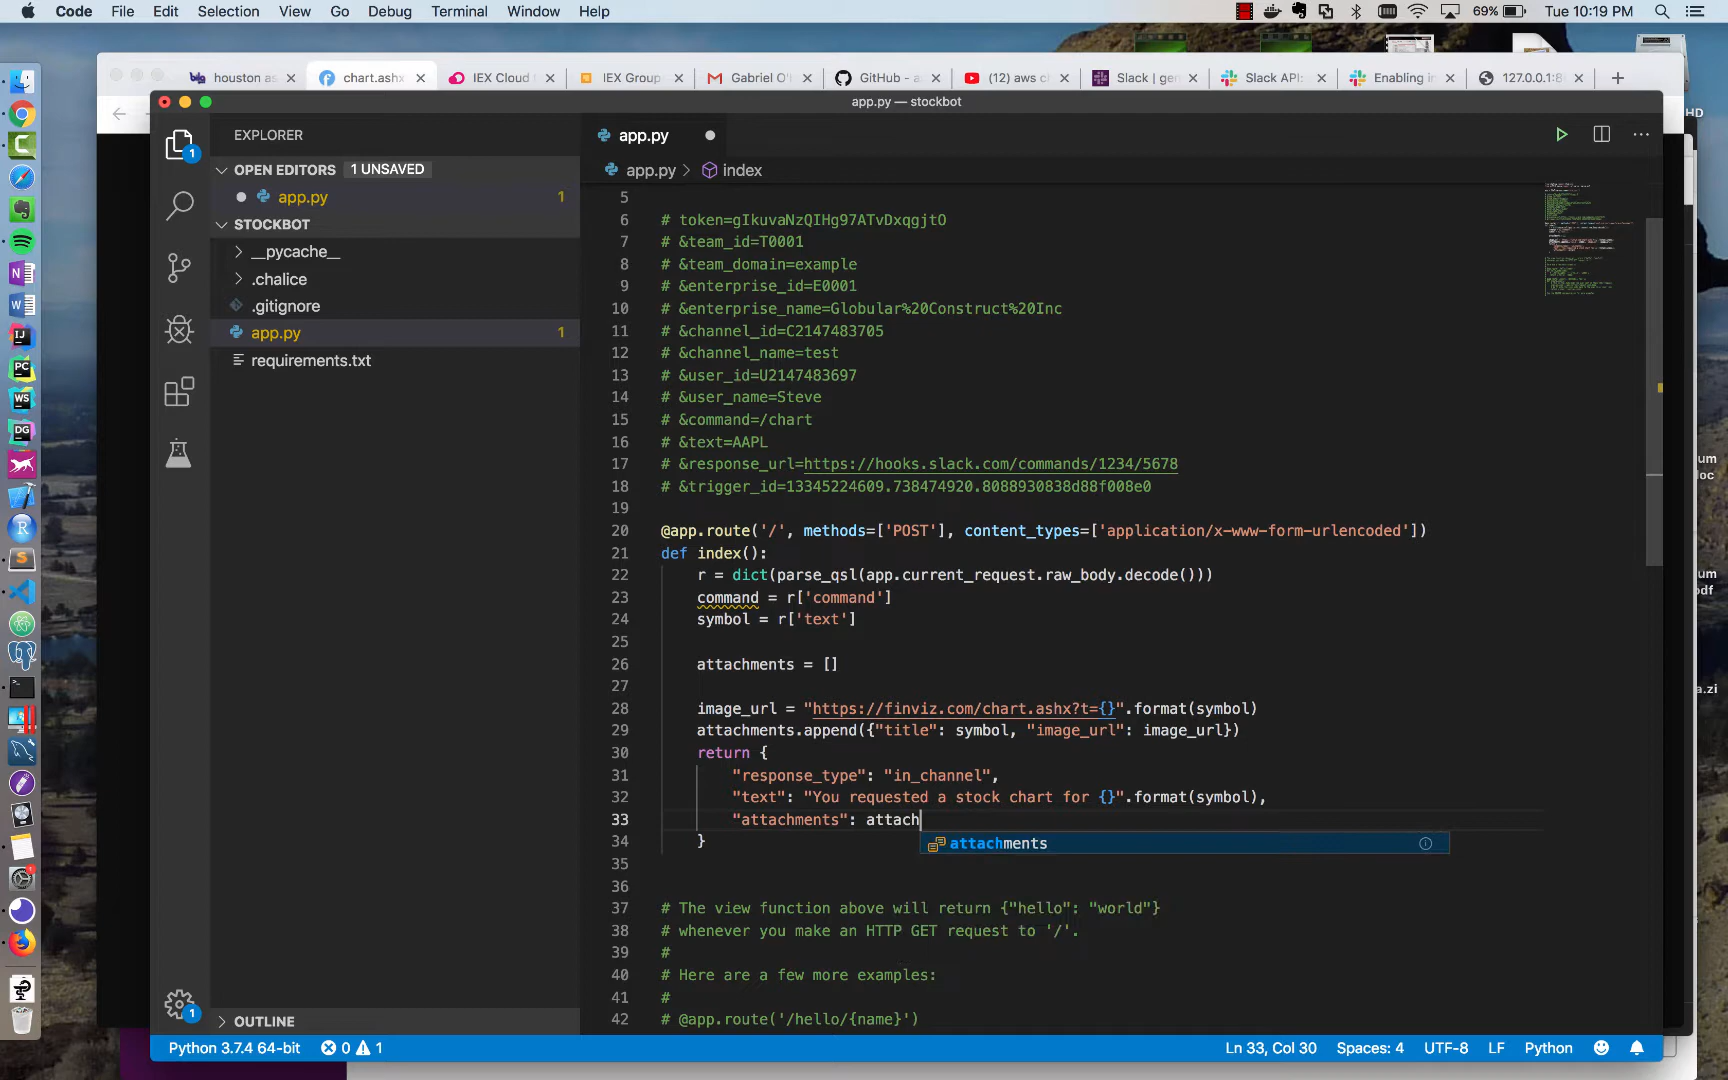 Code File Edit Selection View Go Debug Terminal Window Help
69% Tue 10:19 PM
houston as
chart.ashx
IEX Cloud
IEX Group
Gabriel O'l
GitHub - a
(12) aws cl
Slack | gen
Slack API:
Enabling in
127.0.0.1:8
HD
app.py — stockbot
EXPLORER
app.py
OPEN EDITORS 1 UNSAVED
app.py > index
app.py 1
STOCKBOT
__pycache__
.chalice
.gitignore
app.py 1
requirements.txt
5
6 # token=gIkuvaNzQIHg97ATvDxqgjtO
7 # &team_id=T0001
8 # &team_domain=example
9 # &enterprise_id=E0001
10 # &enterprise_name=Globular%20Construct%20Inc
11 # &channel_id=C2147483705
12 # &channel_name=test
13 # &user_id=U2147483697
14 # &user_name=Steve
15 # &command=/chart
16 # &text=AAPL
17 # &response_url=https://hooks.slack.com/commands/1234/5678
18 # &trigger_id=13345224609.738474920.8088930838d88f008e0
19
20 @app.route('/', methods=['POST'], content_types=['application/x-www-form-urlencoded'])
21 def index():
22 r = dict(parse_qsl(app.current_request.raw_body.decode()))
23 command = r['command']
24 symbol = r['text']
25
26 attachments = []
27
28 image_url = "https://finviz.com/chart.ashx?t={}".format(symbol)
29 attachments.append({"title": symbol, "image_url": image_url})
30 return {
31 "response_type": "in_channel",
32 "text": "You requested a stock chart for {}".format(symbol),
33 "attachments": attach
attachments
34 }
35
36
37 # The view function above will return {"hello": "world"}
38 # whenever you make an HTTP GET request to '/'.
39 #
40 # Here are a few more examples:
41 #
42 # @app.route('/hello/{name}')
OUTLINE
Python 3.7.4 64-bit 0 1
Ln 33, Col 30 Spaces: 4 UTF-8 LF Python
um
loc
um
odf
a.zi